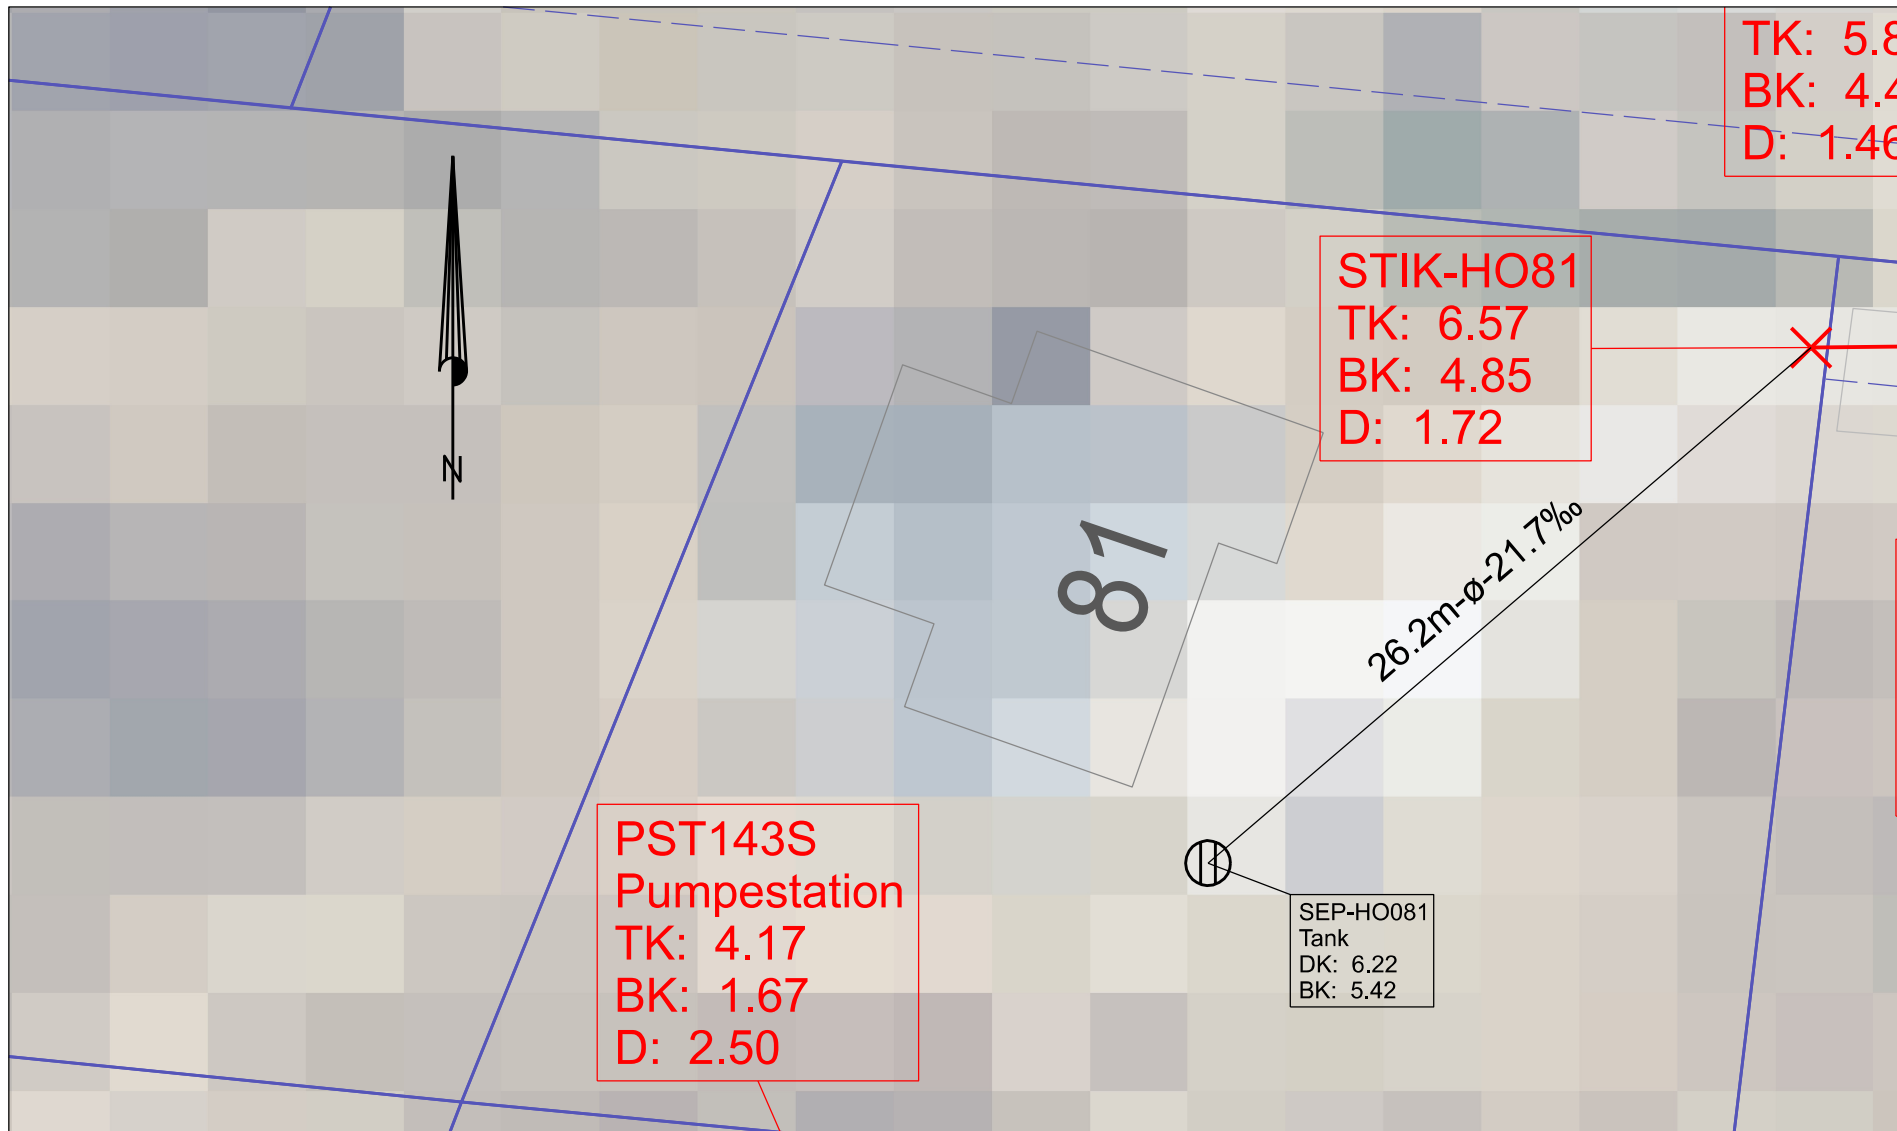 TK: 5.8
BK: 4.4
D: 1.46
STIK-HO81
TK: 6.57
BK: 4.85
D: 1.72
N
81
26.2m-ø-21.7‰
PST143S
Pumpestation
TK: 4.17
BK: 1.67
D: 2.50
SEP-HO081
Tank
DK: 6.22
BK: 5.42